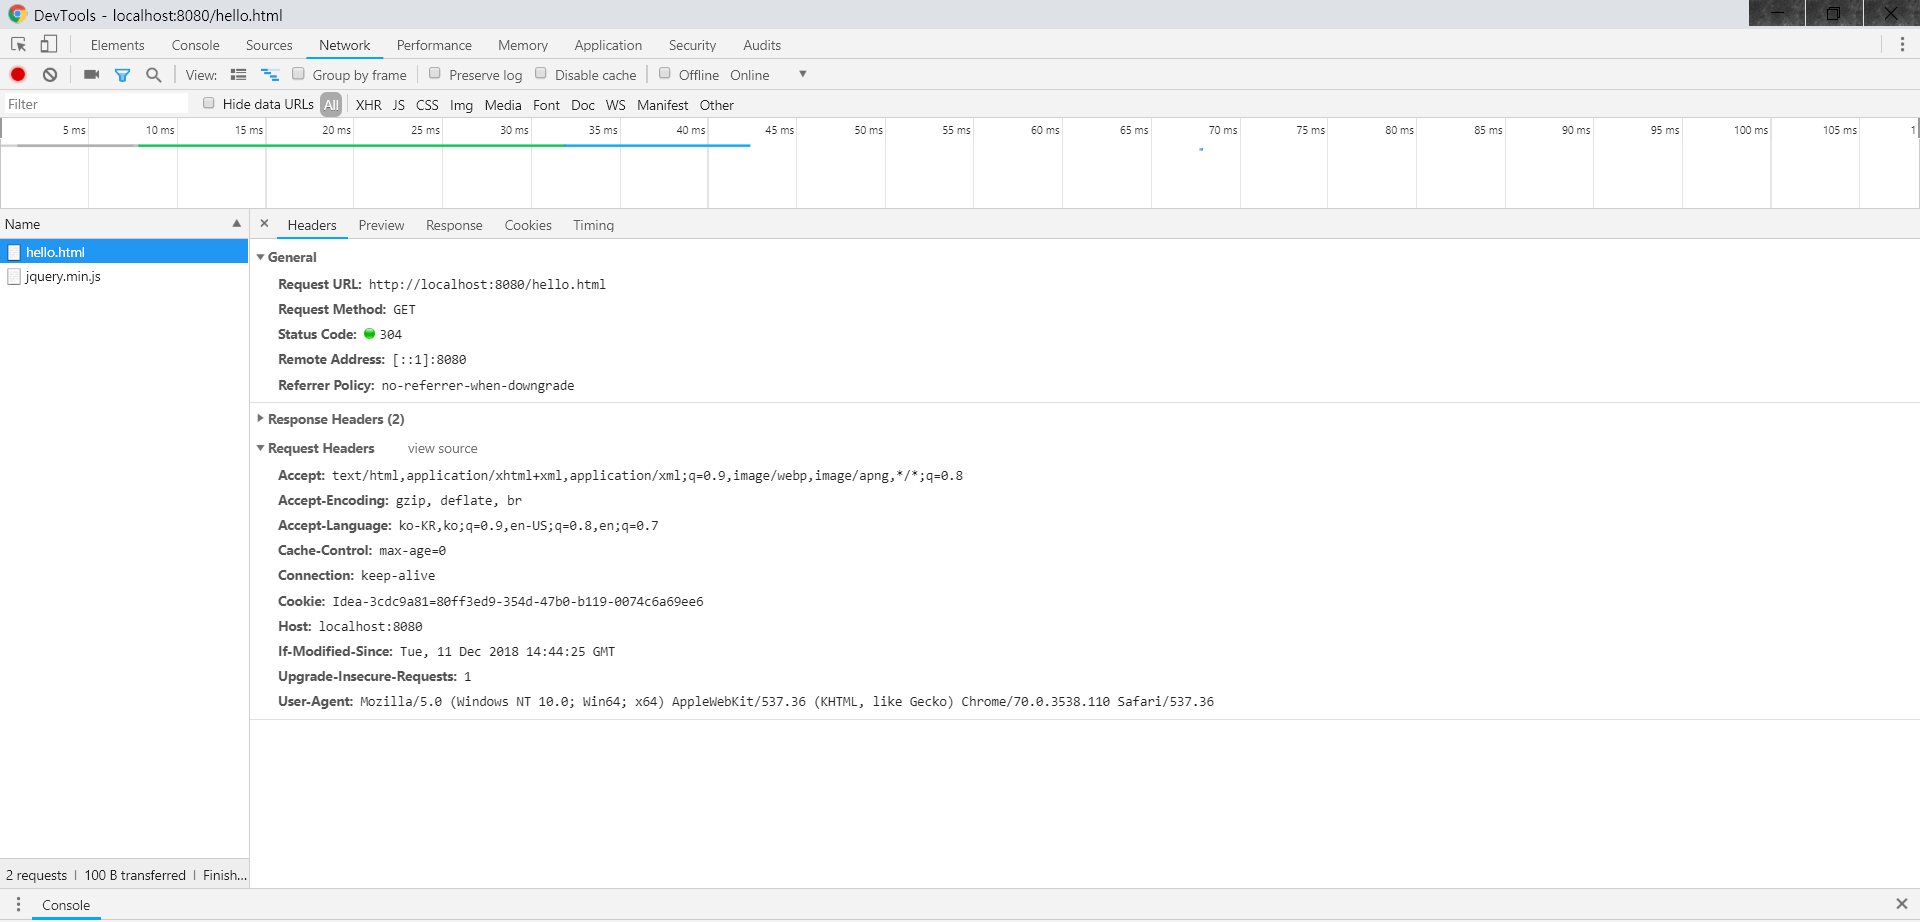 DevTools - localhost:8080/hello.html
Elements Console Sources Network Performance Memory Application Security Audits
View: Group by frame Preserve log Disable cache Offline Online
Filter Hide data URLs All XHR JS CSS Img Media Font Doc WS Manifest Other
5 ms 10 ms 15 ms 20 ms 25 ms 30 ms 35 ms 40 ms 45 ms 50 ms 55 ms 60 ms 65 ms 70 ms 75 ms 80 ms 85 ms 90 ms 95 ms 100 ms 105 ms 1
Name
hello.html
jquery.min.js
Headers Preview Response Cookies Timing
General
Request URL: http://localhost:8080/hello.html
Request Method: GET
Status Code: 304
Remote Address: [::1]:8080
Referrer Policy: no-referrer-when-downgrade
Response Headers (2)
Request Headers view source
Accept: text/html,application/xhtml+xml,application/xml;q=0.9,image/webp,image/apng,*/*;q=0.8
Accept-Encoding: gzip, deflate, br
Accept-Language: ko-KR,ko;q=0.9,en-US;q=0.8,en;q=0.7
Cache-Control: max-age=0
Connection: keep-alive
Cookie: Idea-3cdc9a81=80ff3ed9-354d-47b0-b119-0074c6a69ee6
Host: localhost:8080
If-Modified-Since: Tue, 11 Dec 2018 14:44:25 GMT
Upgrade-Insecure-Requests: 1
User-Agent: Mozilla/5.0 (Windows NT 10.0; Win64; x64) AppleWebKit/537.36 (KHTML, like Gecko) Chrome/70.0.3538.110 Safari/537.36
2 requests | 100 B transferred | Finish...
Console